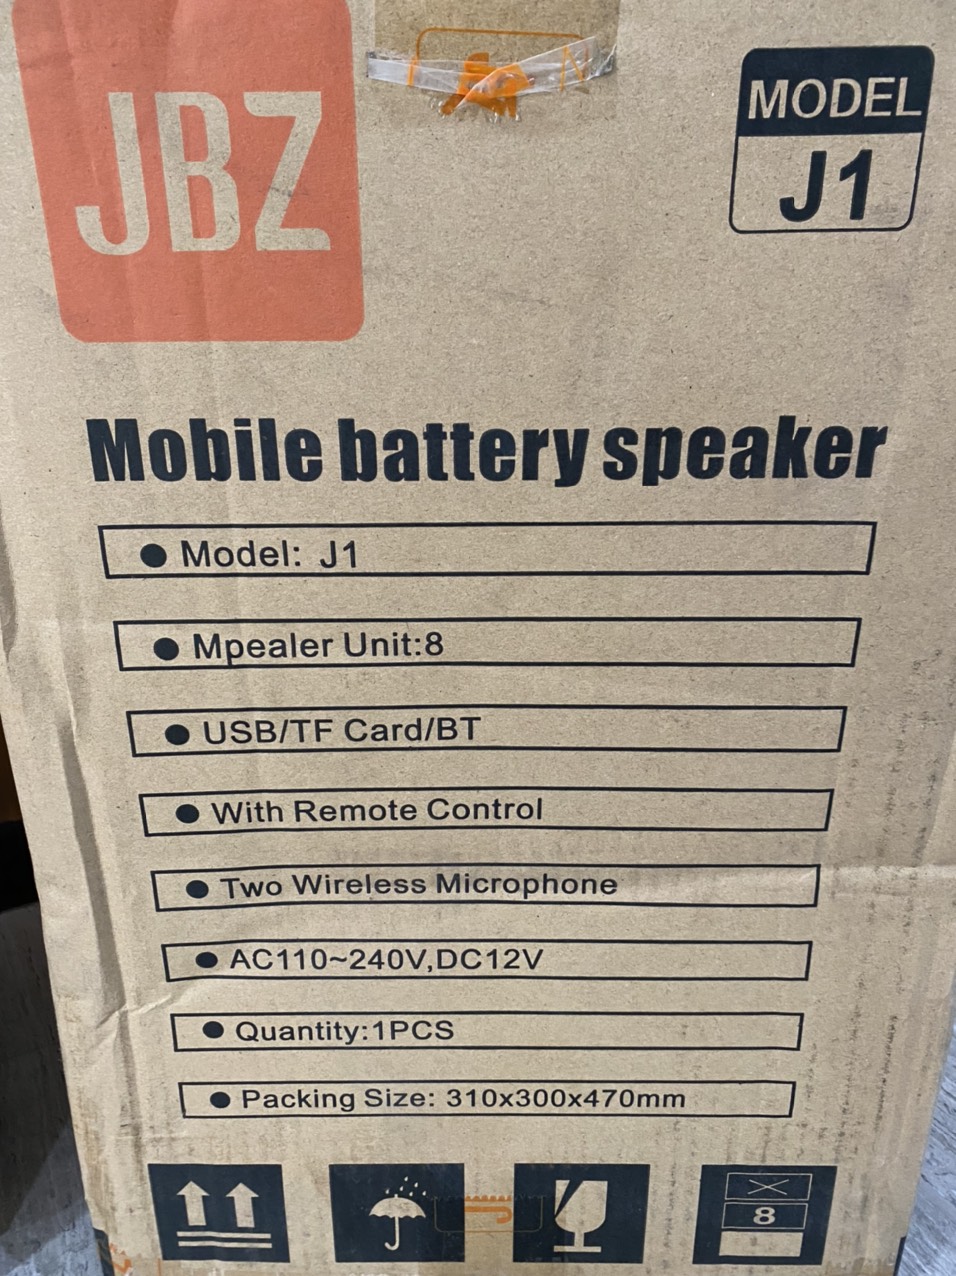 JBZ
MODEL
J1
Mobile battery speaker
● Model: J1
● Mpealer Unit:8
● USB/TF Card/BT
● With Remote Control
● Two Wireless Microphone
● AC110~240V,DC12V
● Quantity:1PCS
● Packing Size: 310x300x470mm
8